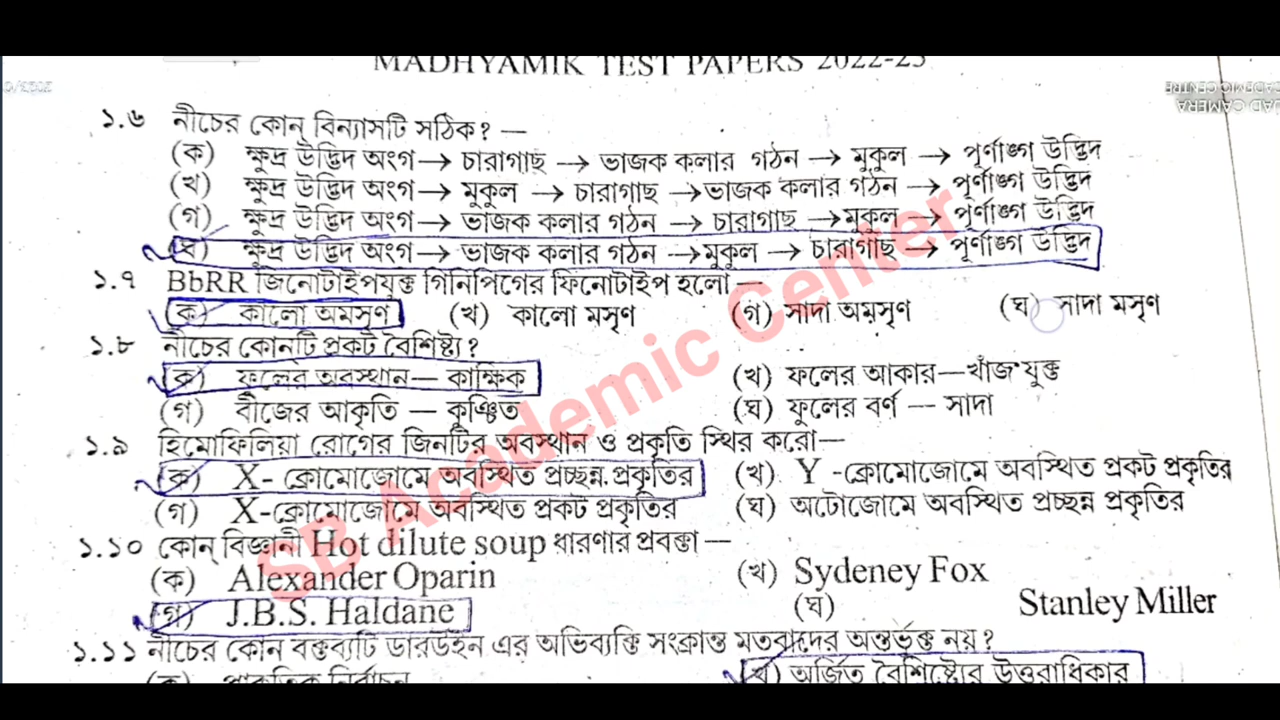 MADHYAMIK TEST PAPERS 2022-23
১.৬ নীচের কোন্ বিন্যাসটি সঠিক? —
(ক) ক্ষুদ্র উদ্ভিদ অংগ→ চারাগাছ → ভাজক কলার গঠন → মুকুল → পূর্ণাঙ্গ উদ্ভিদ
(খ) ক্ষুদ্র উদ্ভিদ অংগ→ মুকুল → চারাগাছ →ভাজক কলার গঠন → পূর্ণাঙ্গ উদ্ভিদ
(গ) ক্ষুদ্র উদ্ভিদ অংগ→ ভাজক কলার গঠন → চারাগাছ →মুকুল → পূর্ণাঙ্গ উদ্ভিদ
(ঘ) ক্ষুদ্র উদ্ভিদ অংগ→ ভাজক কলার গঠন →মুকুল → চারাগাছ → পূর্ণাঙ্গ উদ্ভিদ
১.৭ BbRR জিনোটাইপযুক্ত গিনিপিগের ফিনোটাইপ হলো —
(ক) কালো অমসৃণ (খ) কালো মসৃণ (গ) সাদা অমসৃণ (ঘ) সাদা মসৃণ
১.৮ নীচের কোনটি প্রকট বৈশিষ্ট্য?
(ক) ফুলের অবস্থান— কাক্ষিক (খ) ফলের আকার—খাঁজ যুক্ত
(গ) বীজের আকৃতি — কুঞ্চিত (ঘ) ফুলের বর্ণ — সাদা
১.৯ হিমোফিলিয়া রোগের জিনটির অবস্থান ও প্রকৃতি স্থির করো—
(ক) X- ক্রোমোজোমে অবস্থিত প্রচ্ছন্ন প্রকৃতির (খ) Y -ক্রোমোজোমে অবস্থিত প্রকট প্রকৃতির
(গ) X-ক্রোমোজোমে অবস্থিত প্রকট প্রকৃতির (ঘ) অটোজোমে অবস্থিত প্রচ্ছন্ন প্রকৃতির
১.১০ কোন্ বিজ্ঞানী Hot dilute soup ধারণার প্রবক্তা —
(ক) Alexander Oparin (খ) Sydeney Fox
(গ) J.B.S. Haldane (ঘ) Stanley Miller
১.১১ নীচের কোন বক্তব্যটি ডারউইন এর অভিব্যক্তি সংক্রান্ত মতবাদের অন্তর্ভুক্ত নয়?
(ক) প্রাকৃতিক নির্বাচন (খ) অর্জিত বৈশিষ্ট্যের উত্তরাধিকার
SB Academic Center